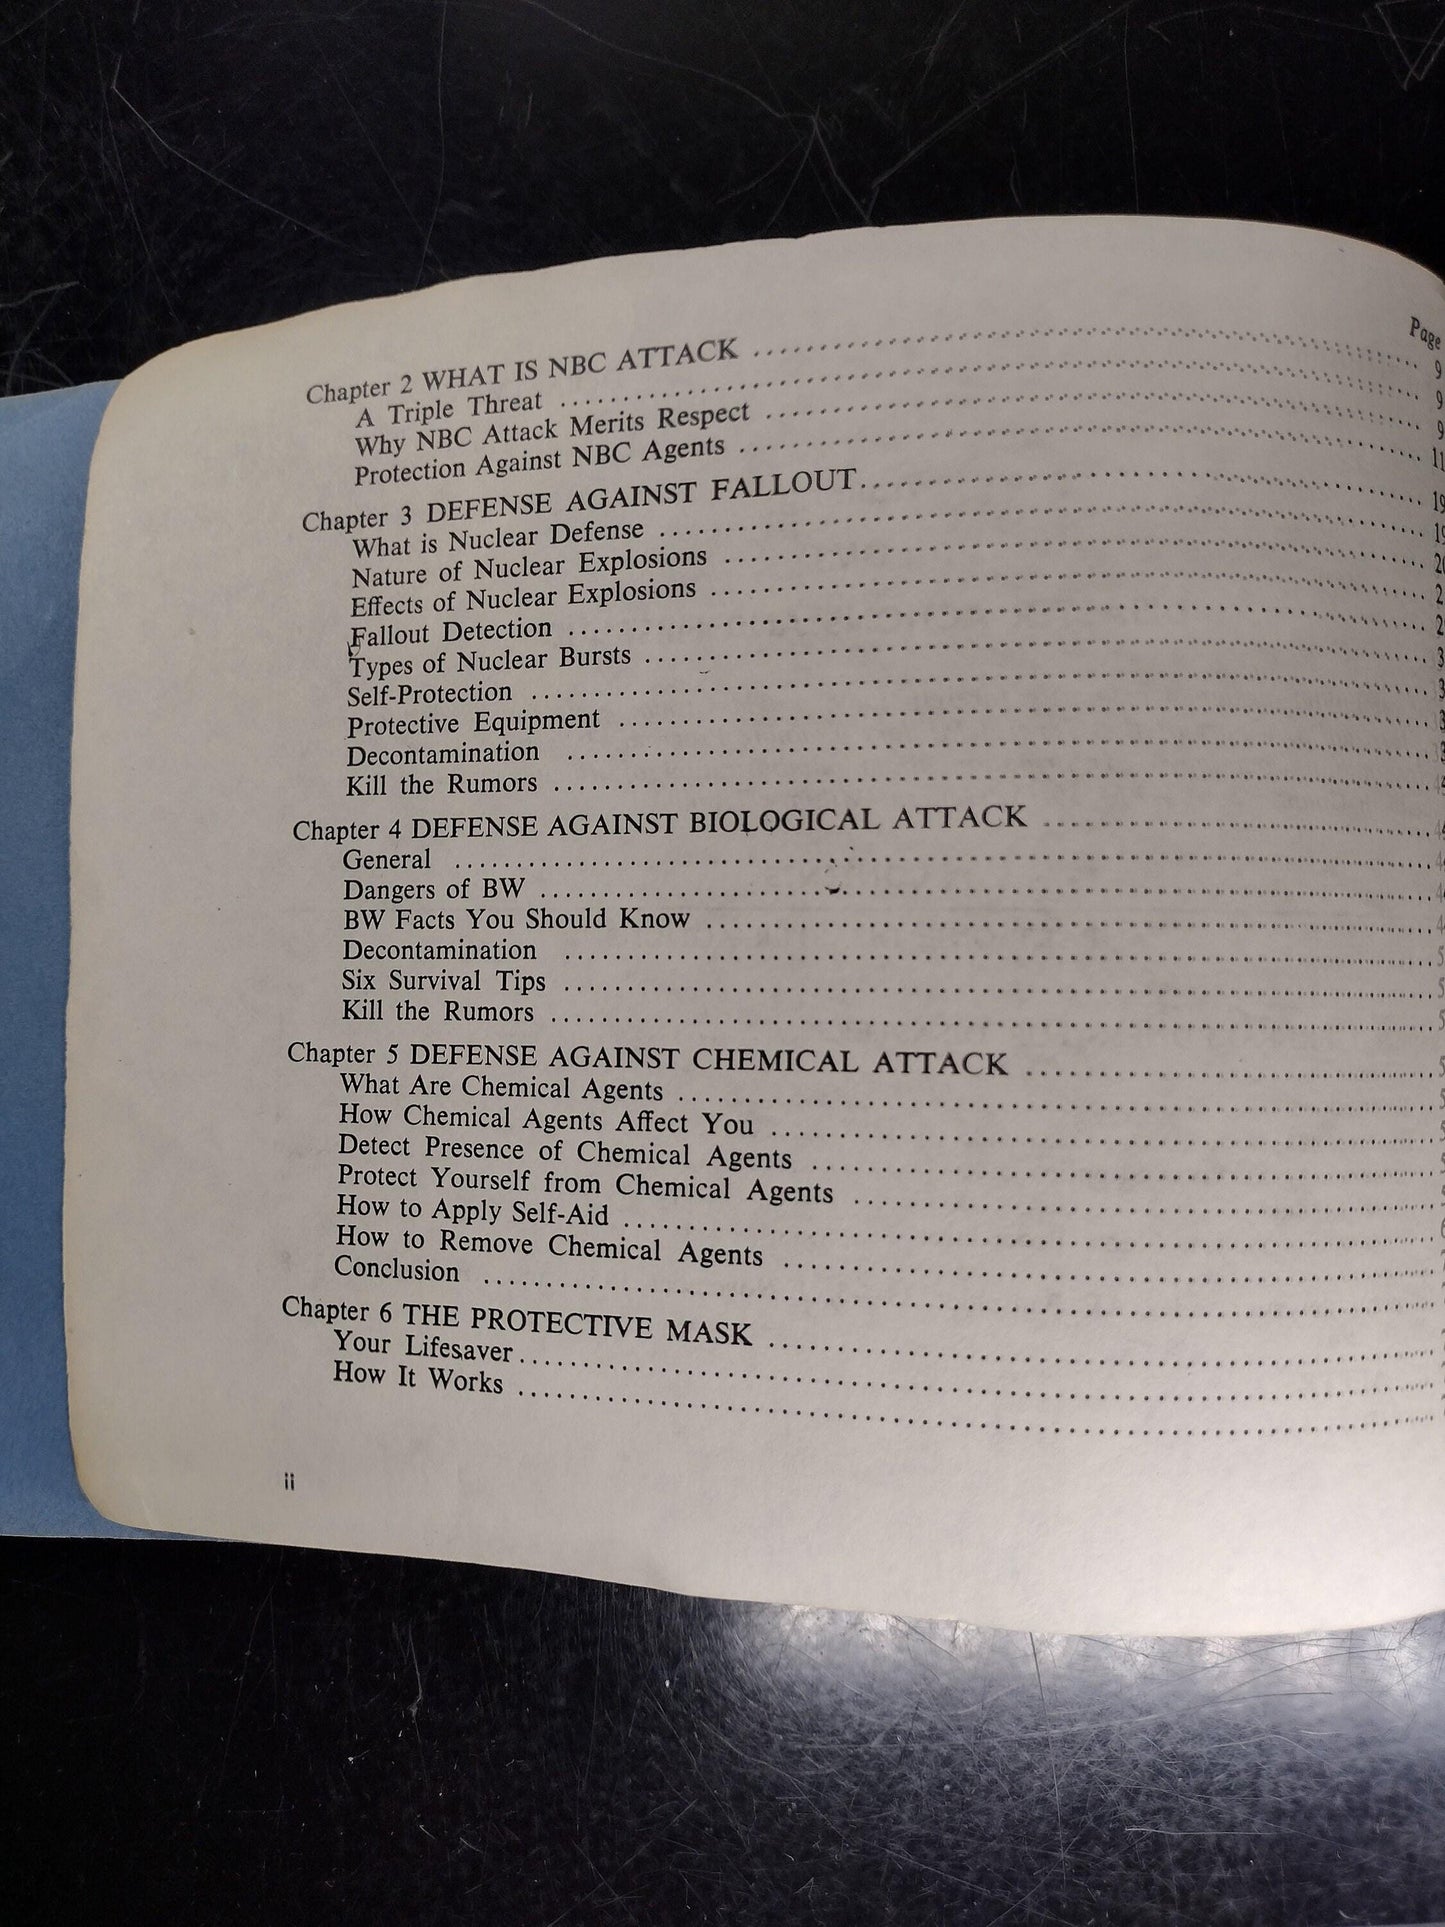 Page
Chapter 2 WHAT IS NBC ATTACK .................... 9
A Triple Threat .................... 9
Why NBC Attack Merits Respect .................... 9
Protection Against NBC Agents .................... 11
Chapter 3 DEFENSE AGAINST FALLOUT .................... 19
What is Nuclear Defense ....................
Nature of Nuclear Explosions ....................
Effects of Nuclear Explosions ....................
Fallout Detection ....................
Types of Nuclear Bursts ....................
Self-Protection ....................
Protective Equipment ....................
Decontamination ....................
Kill the Rumors ....................
Chapter 4 DEFENSE AGAINST BIOLOGICAL ATTACK ....................
General ....................
Dangers of BW ....................
BW Facts You Should Know ....................
Decontamination ....................
Six Survival Tips ....................
Kill the Rumors ....................
Chapter 5 DEFENSE AGAINST CHEMICAL ATTACK ....................
What Are Chemical Agents ....................
How Chemical Agents Affect You ....................
Detect Presence of Chemical Agents ....................
Protect Yourself from Chemical Agents ....................
How to Apply Self-Aid ....................
How to Remove Chemical Agents ....................
Conclusion ....................
Chapter 6 THE PROTECTIVE MASK ....................
Your Lifesaver ....................
How It Works ....................
ii